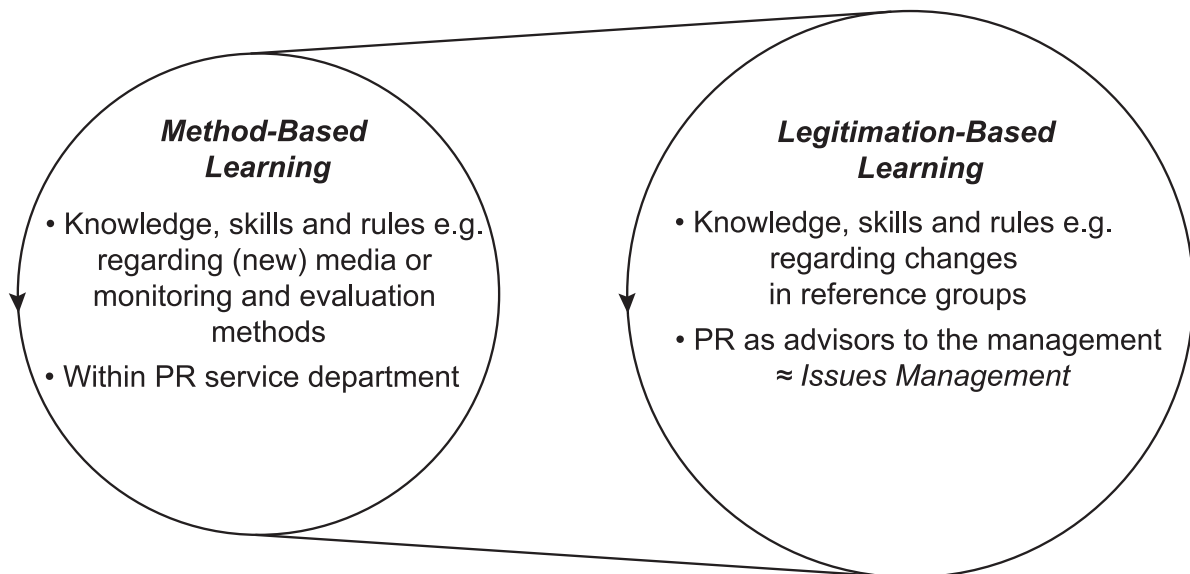 Method-Based
Learning
• Knowledge, skills and rules e.g.
regarding (new) media or
monitoring and evaluation
methods
• Within PR service department
Legitimation-Based
Learning
• Knowledge, skills and rules e.g.
regarding changes
in reference groups
• PR as advisors to the management
≈ Issues Management